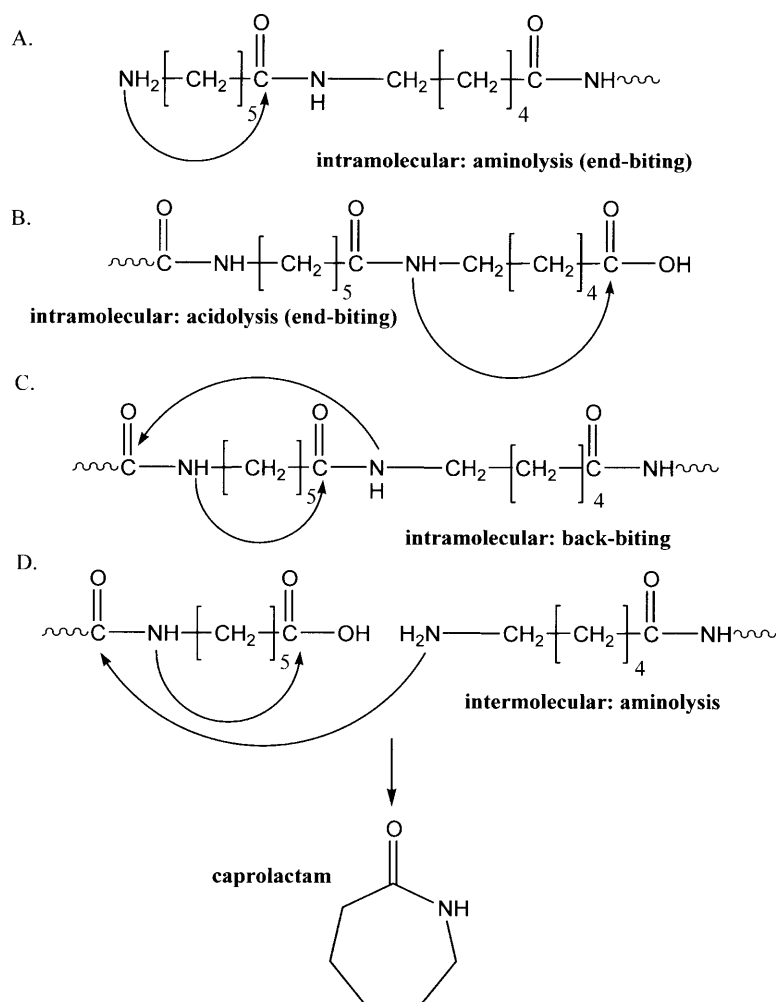 A.
O O
NH₂ [ CH₂ ]₅ C N H CH₂ [ CH₂ ]₄ C NH
intramolecular: aminolysis (end-biting)
B.
O O O
C NH [ CH₂ ]₅ C NH CH₂ [ CH₂ ]₄ C OH
intramolecular: acidolysis (end-biting)
C.
O O O
C NH [ CH₂ ]₅ C N H CH₂ [ CH₂ ]₄ C NH
intramolecular: back-biting
D.
O O O
C NH [ CH₂ ]₅ C OH H₂N CH₂ [ CH₂ ]₄ C NH
intermolecular: aminolysis
O
caprolactam
NH